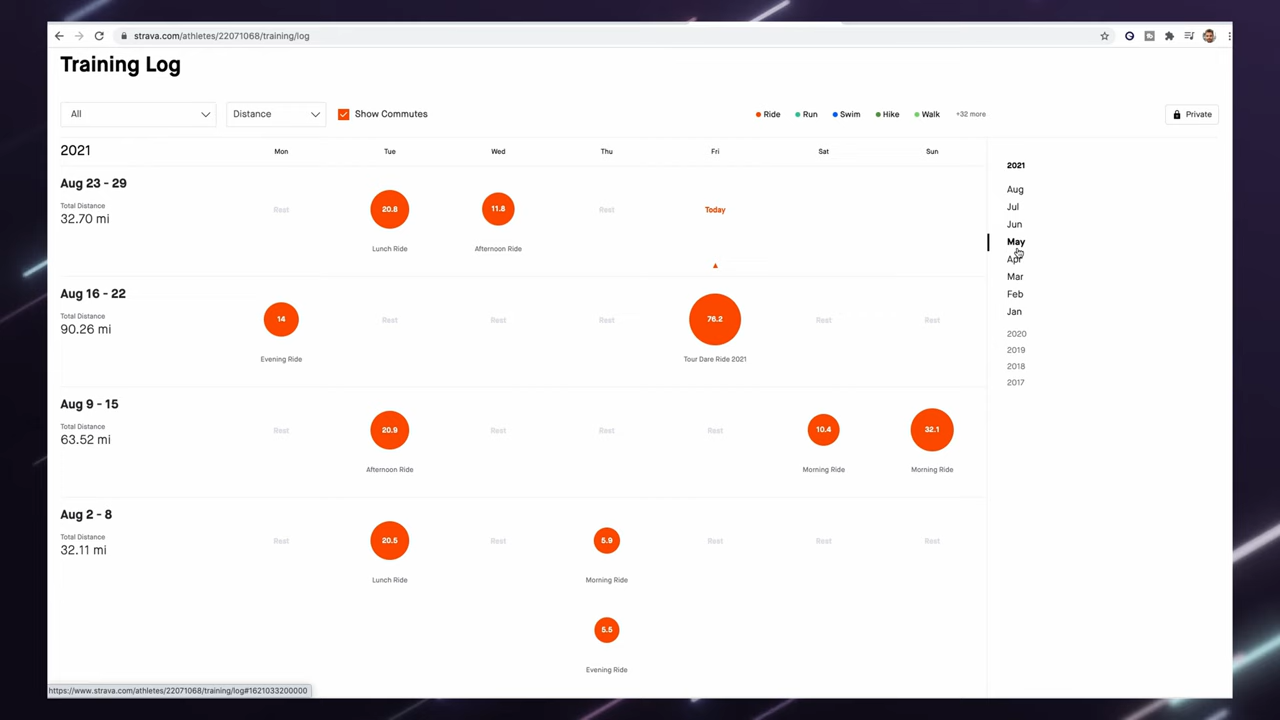 strava.com/athletes/22071068/training/log
Training Log
All
Distance
Show Commutes
Ride
Run
Swim
Hike
Walk
+32 more
Private
2021
Mon
Tue
Wed
Thu
Fri
Sat
Sun
Aug 23 - 29
Total Distance
32.70 mi
Rest
20.8
Lunch Ride
11.8
Afternoon Ride
Rest
Today
Aug 16 - 22
Total Distance
90.26 mi
14
Evening Ride
Rest
Rest
Rest
76.2
Tour Dare Ride 2021
Rest
Rest
Aug 9 - 15
Total Distance
63.52 mi
Rest
20.9
Afternoon Ride
Rest
Rest
Rest
10.4
Morning Ride
32.1
Morning Ride
Aug 2 - 8
Total Distance
32.11 mi
Rest
20.5
Lunch Ride
Rest
5.9
Morning Ride
5.5
Evening Ride
Rest
Rest
Rest
2021
Aug
Jul
Jun
May
Apr
Mar
Feb
Jan
2020
2019
2018
2017
https://www.strava.com/athletes/22071068/training/log#1621033200000